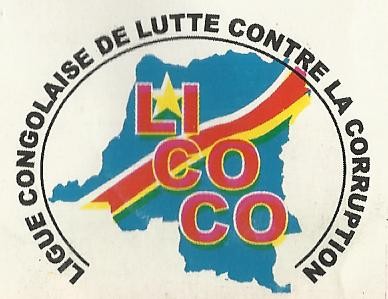 LIGUE CONGOLAISE DE LUTTE CONTRE LA CORRUPTION
LI
CO
CO